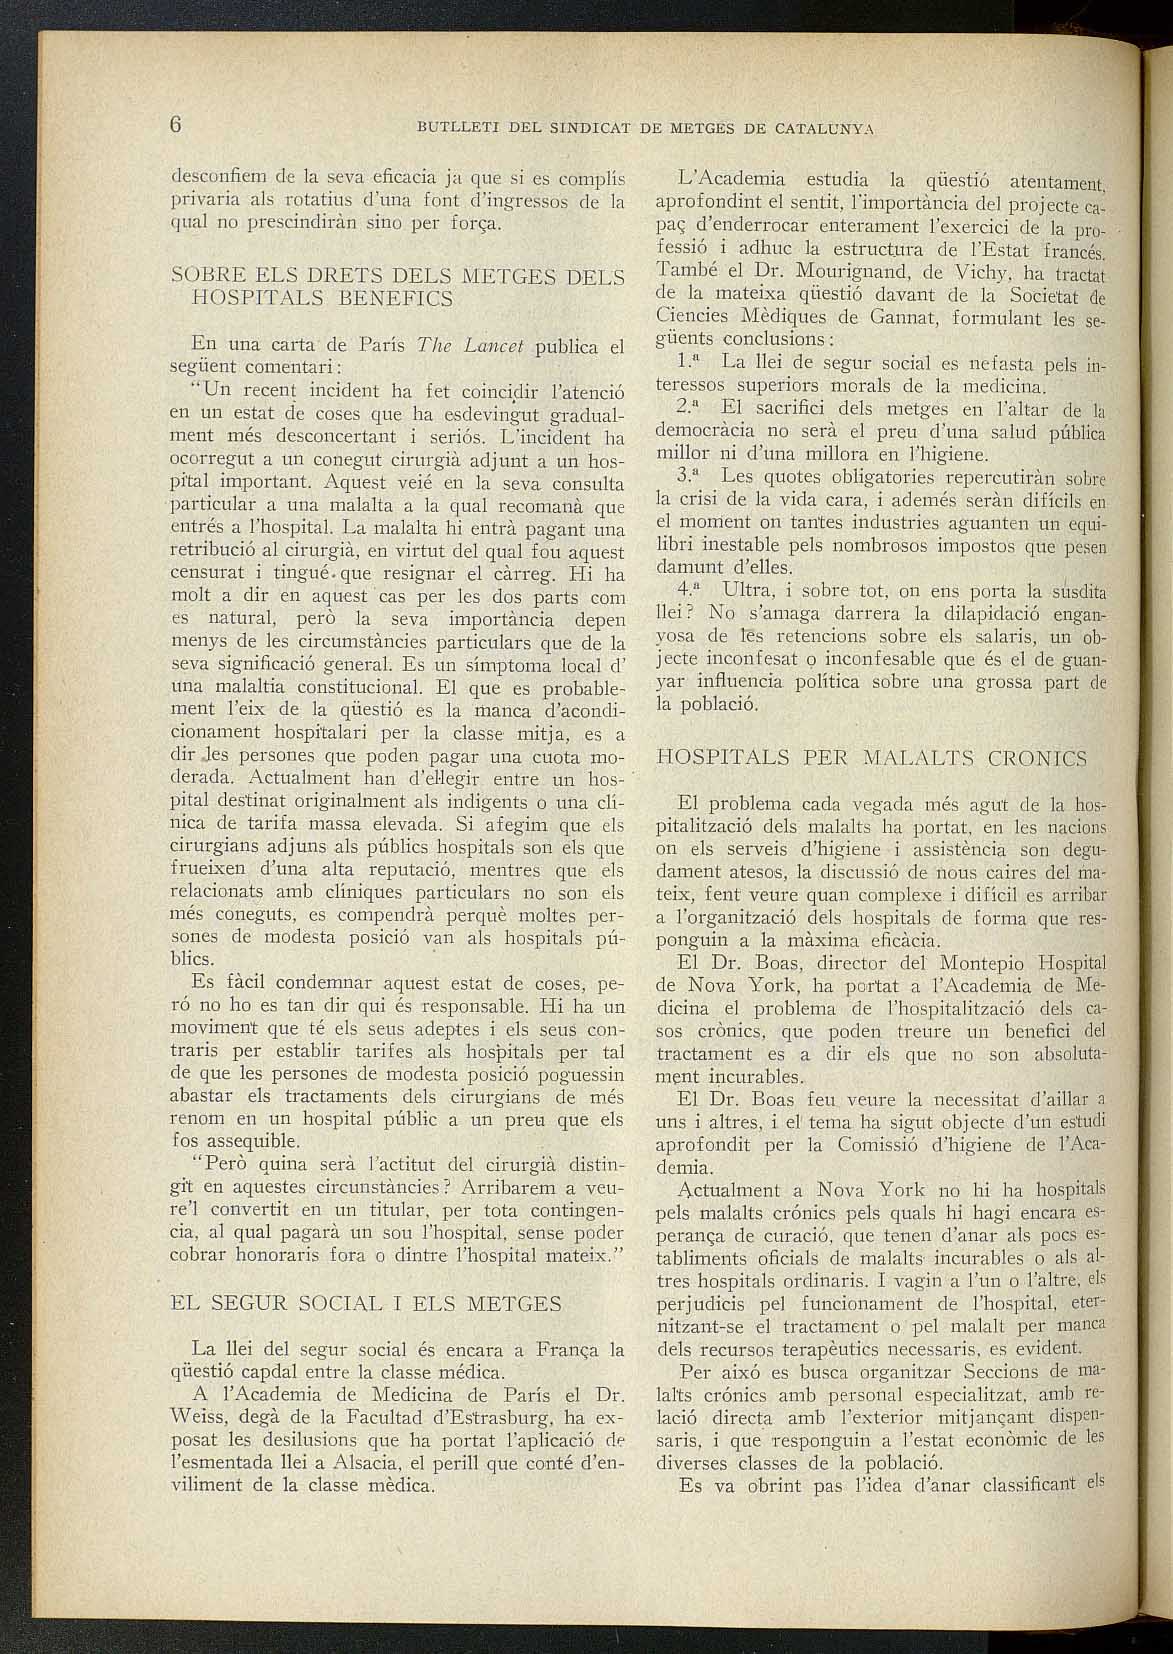 6
BUTLLETI DEL SINDICAT DE METGES DE CATALUNYA
desconfiem de la seva eficacia ja que si es complís
privaria als rotatius d'una font d'ingressos de la
qual no prescindiràn sino per força.
SOBRE ELS DRETS DELS METGES DELS
HOSPITALS BENEFICS
En una carta de París The Lancet publica el
següent comentari:
"Un recent incident ha fet coincidir l'atenció
en un estat de coses que ha esdevingut gradual-
ment més desconcertant i seriós. L'incident ha
ocorregut a un conegut cirurgià adjunt a un hos-
pital important. Aquest veié en la seva consulta
particular a una malalta a la qual recomanà que
entrés a l'hospital. La malalta hi entrà pagant una
retribució al cirurgià, en virtut del qual fou aquest
censurat i tingué que resignar el càrreg. Hi ha
molt a dir en aquest cas per les dos parts com
es natural, però la seva importància depen
menys de les circumstàncies particulars que de la
seva significació general. Es un símptoma local d'
una malaltia constitucional. El que es probable-
ment l'eix de la qüestió es la manca d'acondi-
cionament hospitalari per la classe mitja, es a
dir les persones que poden pagar una cuota mo-
derada. Actualment han d'ellegir entre un hos-
pital destinat originalment als indigents o una clí-
nica de tarifa massa elevada. Si afegim que els
cirurgians adjuns als públics hospitals son els que
frueixen d'una alta reputació, mentres que els
relacionats amb clíniques particulars no son els
més coneguts, es compendrà perquè moltes per-
sones de modesta posició van als hospitals pú-
blics.
Es fàcil condemnar aquest estat de coses, pe-
ró no ho es tan dir qui és responsable. Hi ha un
moviment que té els seus adeptes i els seus con-
traris per establir tarifes als hospitals per tal
de que les persones de modesta posició poguessin
abastar els tractaments dels cirurgians de més
renom en un hospital públic a un preu que els
fos assequible.
"Però quina serà l'actitut del cirurgià distin-
git en aquestes circunstàncies? Arribarem a veu-
re'l convertit en un titular, per tota contingen-
cia, al qual pagarà un sou l'hospital, sense poder
cobrar honoraris fora o dintre l'hospital mateix."
EL SEGUR SOCIAL I ELS METGES
La llei del segur social és encara a França la
qüestió capdal entre la classe médica.
A l'Academia de Medicina de París el Dr.
Weiss, degà de la Facultad d'Estrasburg, ha ex-
posat les desilusions que ha portat l'aplicació de
l'esmentada llei a Alsacia, el perill que conté d'en-
viliment de la classe mèdica.
L'Academia estudia la qüestió atentament,
aprofondint el sentit, l'importància del projecte ca-
paç d'enderrocar enterament l'exercici de la pro-
fessió i adhuc la estructura de l'Estat francés.
També el Dr. Mourignand, de Vichy, ha tractat
de la mateixa qüestió davant de la Societat de
Ciencies Mèdiques de Gannat, formulant les se-
güents conclusions:
1.ª La llei de segur social es nefasta pels in-
teressos superiors morals de la medicina.
2.ª El sacrifici dels metges en l'altar de la
democràcia no serà el preu d'una salud pública
millor ni d'una millora en l'higiene.
3.ª Les quotes obligatories repercutiràn sobre
la crisi de la vida cara, i ademés seràn difícils en
el moment on tantes industries aguanten un equi-
libri inestable pels nombrosos impostos que pesen
damunt d'elles.
4.ª Ultra, i sobre tot, on ens porta la susdita
llei? No s'amaga darrera la dilapidació engan-
yosa de les retencions sobre els salaris, un ob-
jecte inconfesat o inconfesable que és el de guan-
yar influencia política sobre una grossa part de
la població.
HOSPITALS PER MALALTS CRONICS
El problema cada vegada més agut de la hos-
pitalització dels malalts ha portat, en les nacions
on els serveis d'higiene i assistència son degu-
dament atesos, la discussió de nous caires del ma-
teix, fent veure quan complexe i difícil es arribar
a l'organització dels hospitals de forma que res-
ponguin a la màxima eficàcia.
El Dr. Boas, director del Montepio Hospital
de Nova York, ha portat a l'Academia de Me-
dicina el problema de l'hospitalització dels ca-
sos crònics, que poden treure un benefici del
tractament es a dir els que no son absoluta-
ment incurables.
El Dr. Boas feu veure la necessitat d'aillar a
uns i altres, i el tema ha sigut objecte d'un estudi
aprofondit per la Comissió d'higiene de l'Aca-
demia.
Actualment a Nova York no hi ha hospitals
pels malalts crónics pels quals hi hagi encara es-
perança de curació, que tenen d'anar als pocs es-
tabliments oficials de malalts incurables o als al-
tres hospitals ordinaris. I vagin a l'un o l'altre, els
perjudicis pel funcionament de l'hospital, eter-
nitzant-se el tractament o pel malalt per manca
dels recursos terapèutics necessaris, es evident.
Per aixó es busca organitzar Seccions de ma-
lalts crónics amb personal especialitzat, amb re-
lació directa amb l'exterior mitjançant dispen-
saris, i que responguin a l'estat econòmic de les
diverses classes de la població.
Es va obrint pas l'idea d'anar classificant els